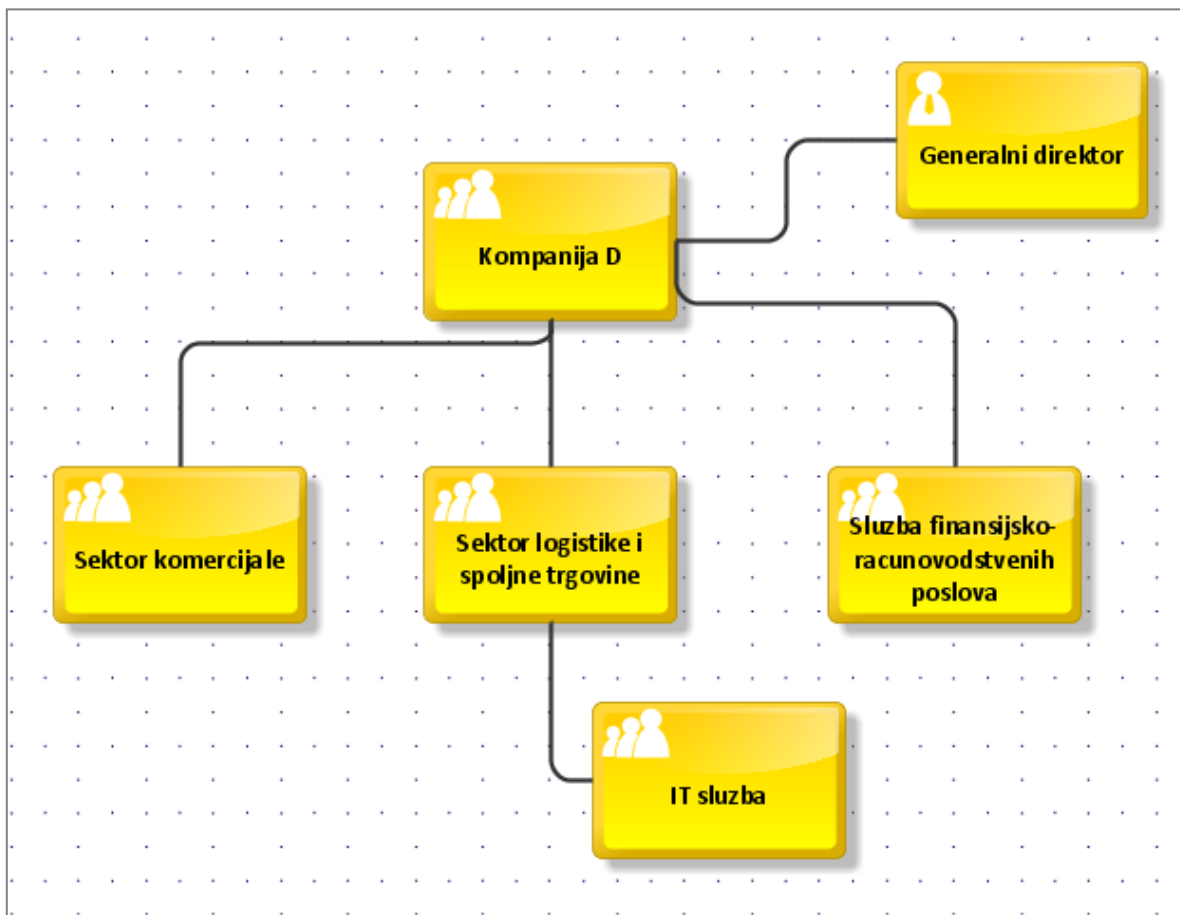 Generalni direktor
Kompanija D
Sektor komercijale
Sektor logistike i
spoljne trgovine
Sluzba finansijsko-
racunovodstvenih
poslova
IT sluzba